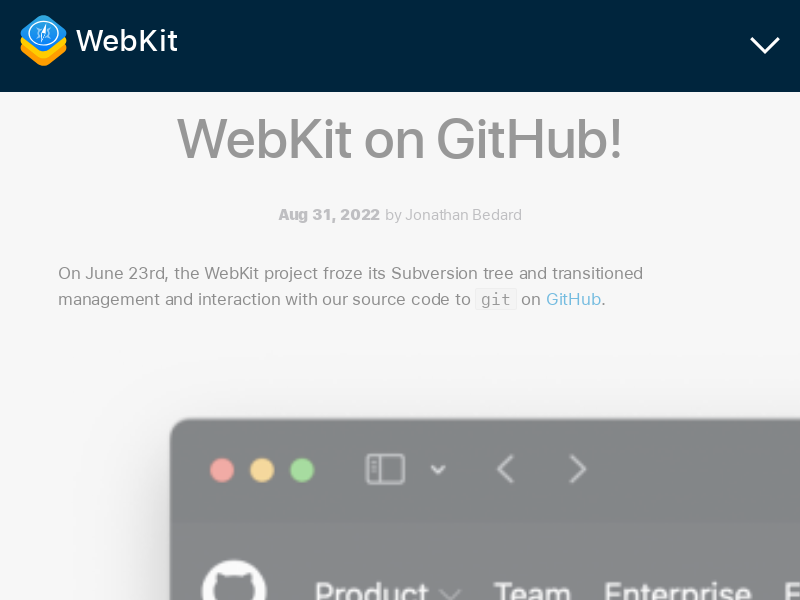 WebKit
WebKit on GitHub!
Aug 31, 2022 by Jonathan Bedard
On June 23rd, the WebKit project froze its Subversion tree and transitioned
management and interaction with our source code to git on GitHub.
Product Team Enterprise